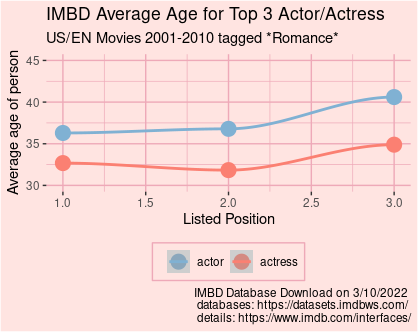 IMBD Average Age for Top 3 Actor/Actress
US/EN Movies 2001-2010 tagged *Romance*
Average age of person
45
40
35
30
1.0 1.5 2.0 2.5 3.0
Listed Position
actor actress
IMBD Database Download on 3/10/2022
databases: https://datasets.imdbws.com/
details: https://www.imdb.com/interfaces/